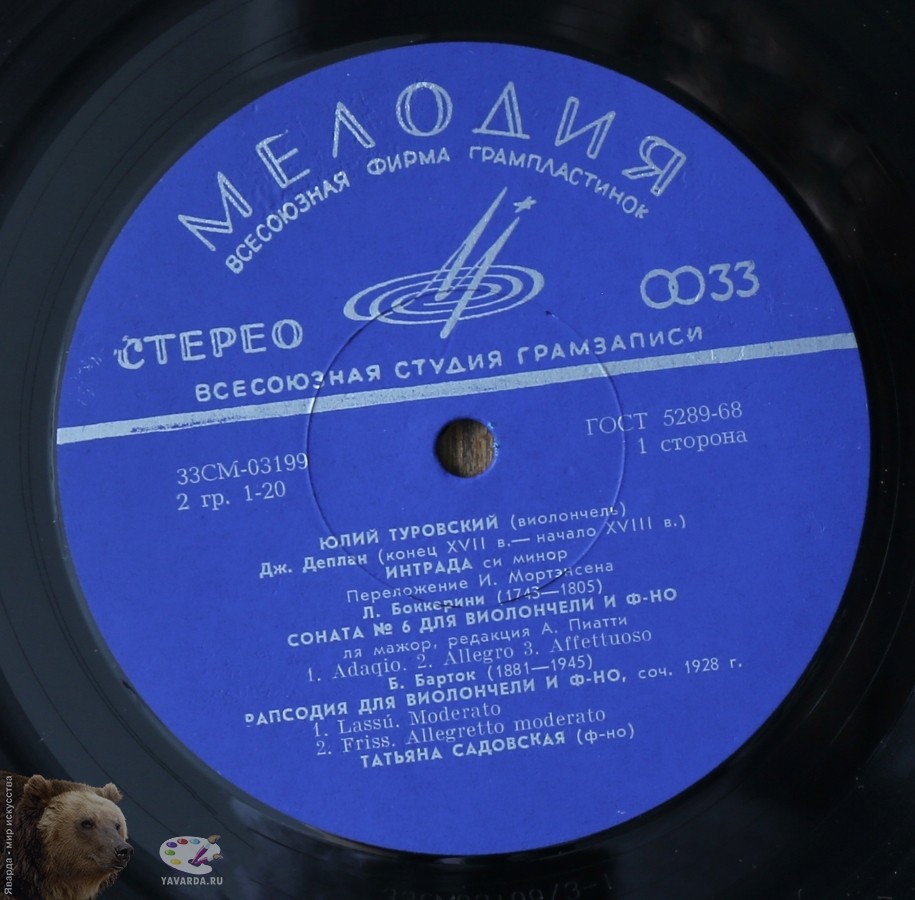 МЕЛОДИЯ
ВСЕСОЮЗНАЯ ФИРМА ГРАМПЛАСТИНОК
СТЕРЕО
33
ВСЕСОЮЗНАЯ СТУДИЯ ГРАМЗАПИСИ
33СМ-03199
2 гр. 1-20
ГОСТ 5289-68
1 сторона
ЮЛИЙ ТУРОВСКИЙ (виолончель)
Дж. Деплан (конец XVII в.— начало XVIII в.)
ИНТРАДА си минор
Переложение И. Мортэнсена
Л. Боккерини (1743—1805)
СОНАТА № 6 ДЛЯ ВИОЛОНЧЕЛИ И Ф-НО
ля мажор, редакция А. Пиатти
1. Adaqio. 2. Allegro 3. Affettuoso
Б. Барток (1881—1945)
РАПСОДИЯ ДЛЯ ВИОЛОНЧЕЛИ И Ф-НО, соч. 1928 г.
1. Lassú. Moderato
2. Friss. Allegretto moderato
ТАТЬЯНА САДОВСКАЯ (ф-но)
Яварда - мир искусства
YAVARDA.RU